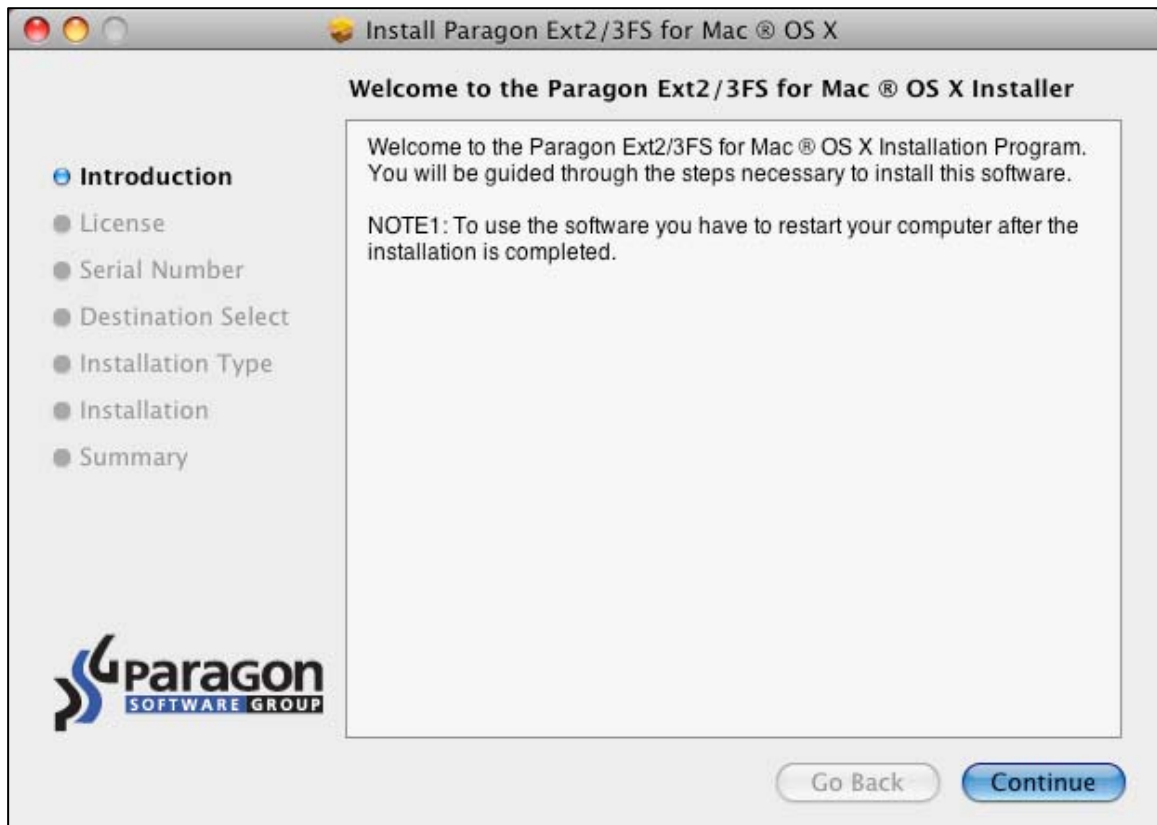 Install Paragon Ext2/3FS for Mac ® OS X
Welcome to the Paragon Ext2/3FS for Mac ® OS X Installer
Introduction
License
Serial Number
Destination Select
Installation Type
Installation
Summary
Welcome to the Paragon Ext2/3FS for Mac ® OS X Installation Program.
You will be guided through the steps necessary to install this software.
NOTE1: To use the software you have to restart your computer after the
installation is completed.
Paragon
SOFTWARE GROUP
Go Back
Continue